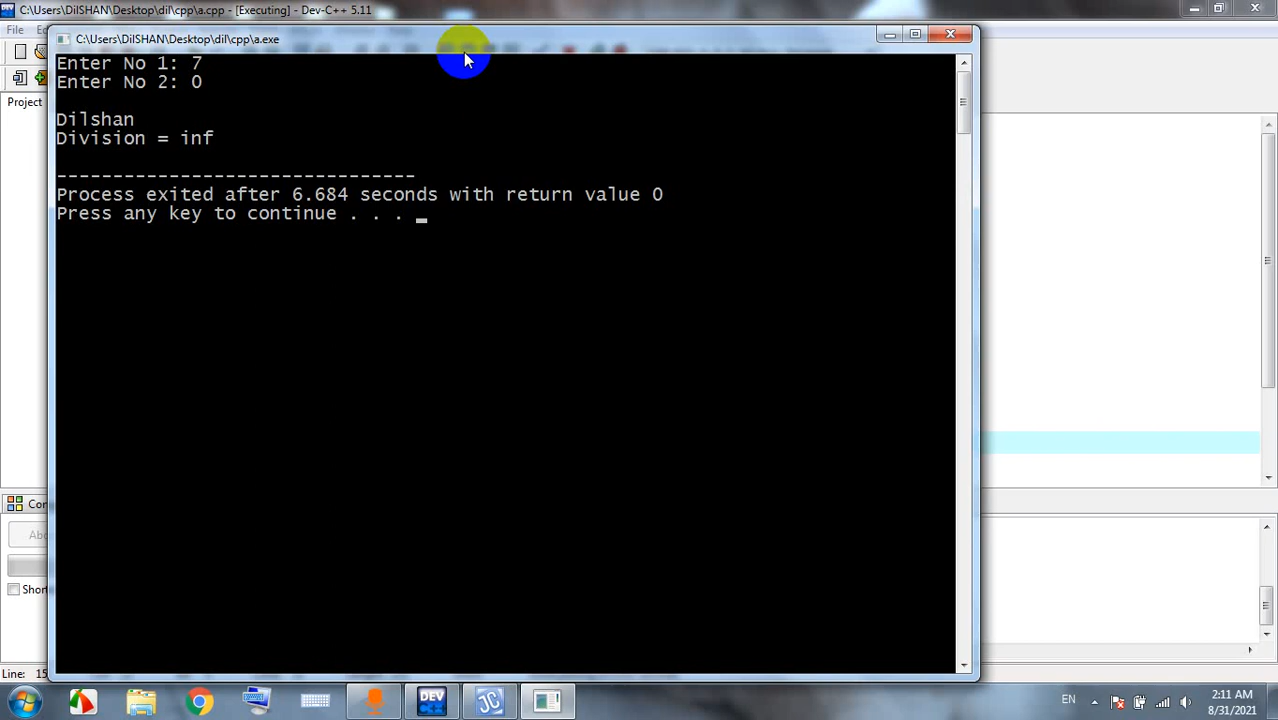 C:\Users\DilSHAN\Desktop\dil\cpp\a.cpp - [Executing] - Dev-C++ 5.11
File
C:\Users\DilSHAN\Desktop\dil\cpp\a.exe
Enter No 1: 7
Enter No 2: 0
Project
Dilshan
Division = inf
--------------------------------
Process exited after 6.684 seconds with return value 0
Press any key to continue . . .
Line: 15
EN
2:11 AM
8/31/2021
DEV
C++
JC